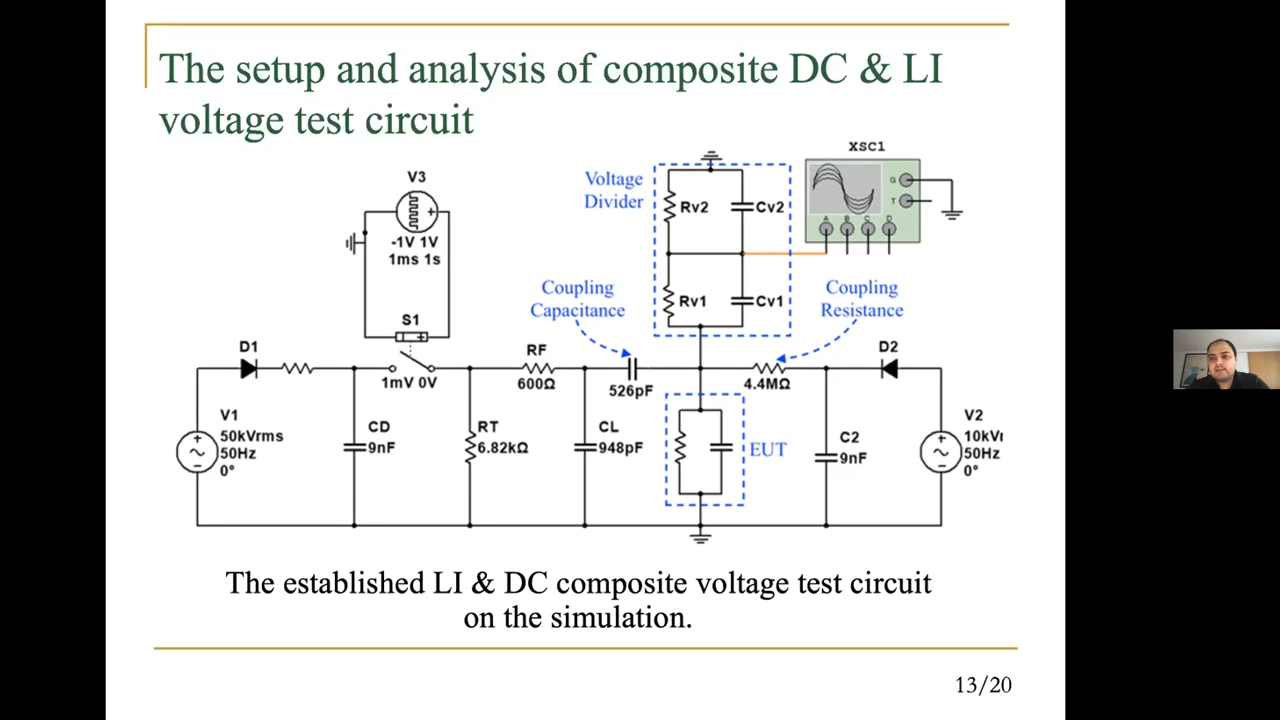 The setup and analysis of composite DC & LI
voltage test circuit
XSC1
V3
-1V 1V
1ms 1s
Voltage
Divider
Rv2
Cv2
G
T
A B C D
Coupling
Capacitance
Rv1
Cv1
Coupling
Resistance
S1
D1
1mV 0V
RF
600Ω
526pF
4.4MΩ
D2
V1
50kVrms
50Hz
0°
CD
9nF
RT
6.82kΩ
CL
948pF
EUT
C2
9nF
V2
10kVr
50Hz
0°
The established LI & DC composite voltage test circuit
on the simulation.
13/20